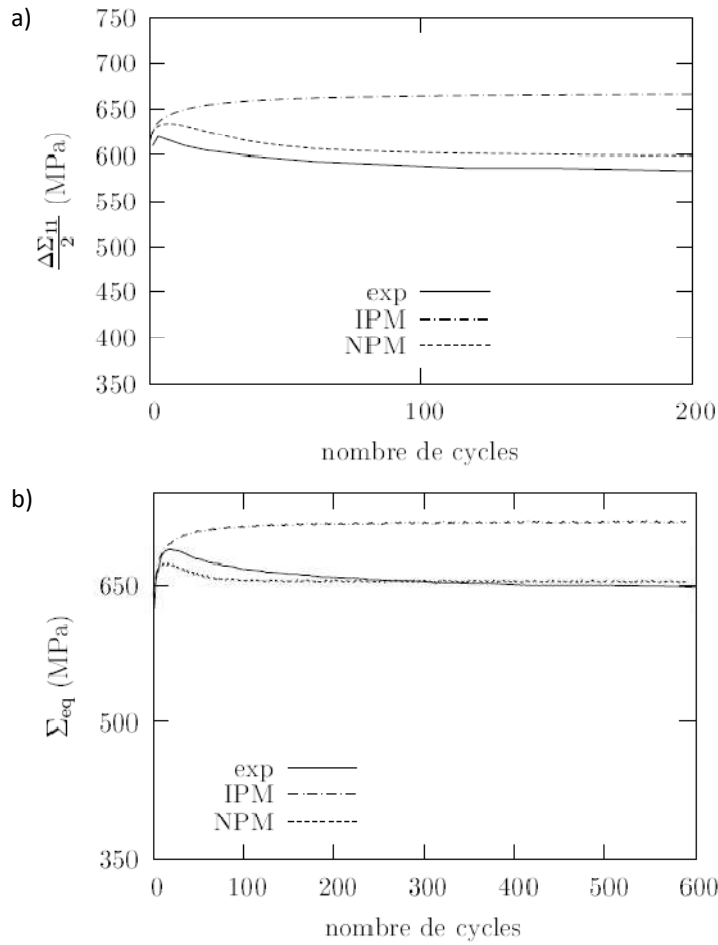 a)
750
700
650
600
550
500
450
400
350
ΔΣ11/2 (MPa)
exp
IPM
NPM
0 100 200
nombre de cycles
b)
650
500
350
Σeq (MPa)
exp
IPM
NPM
0 100 200 300 400 500 600
nombre de cycles